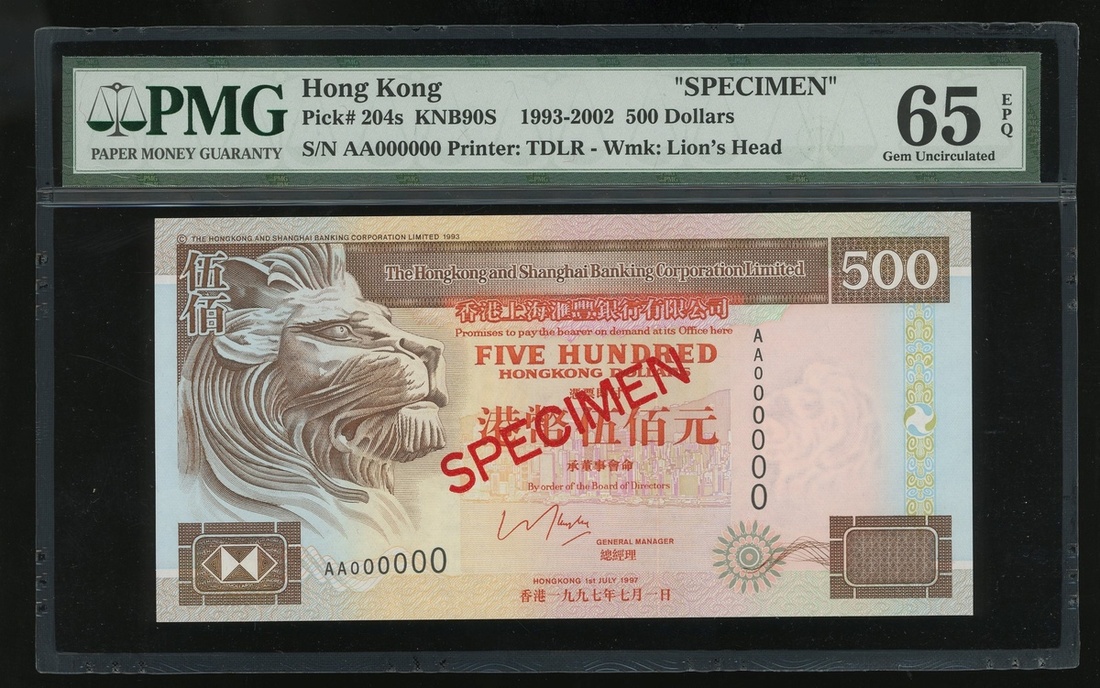 PMG
PAPER MONEY GUARANTY
Hong Kong "SPECIMEN"
Pick# 204s KNB90S 1993-2002 500 Dollars
S/N AA000000 Printer: TDLR - Wmk: Lion's Head
65 EPQ
Gem Uncirculated
© THE HONGKONG AND SHANGHAI BANKING CORPORATION LIMITED 1993
伍佰
The Hongkong and Shanghai Banking Corporation Limited
500
香港上海滙豐銀行有限公司
Promises to pay the bearer on demand at its Office here
FIVE HUNDRED
HONGKONG DOLLARS
港幣伍佰元
SPECIMEN
承董事會命
By order of the Board of Directors
GENERAL MANAGER
總經理
HONGKONG 1st JULY 1997
香港一九九七年七月一日
AA000000
AA000000